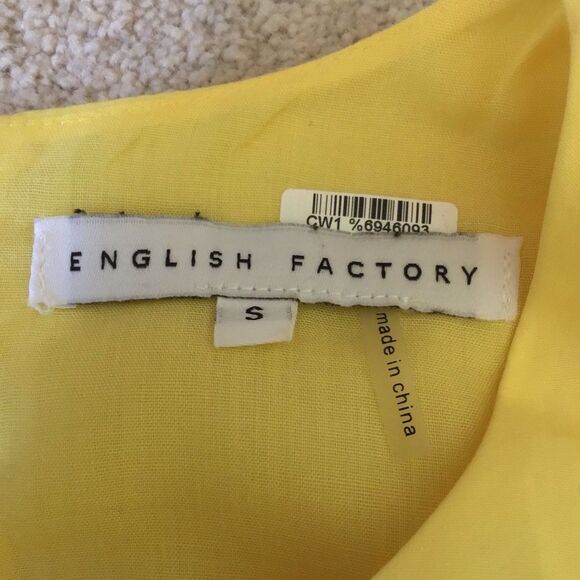 CW1 %6946093
ENGLISH FACTORY
S
made in china